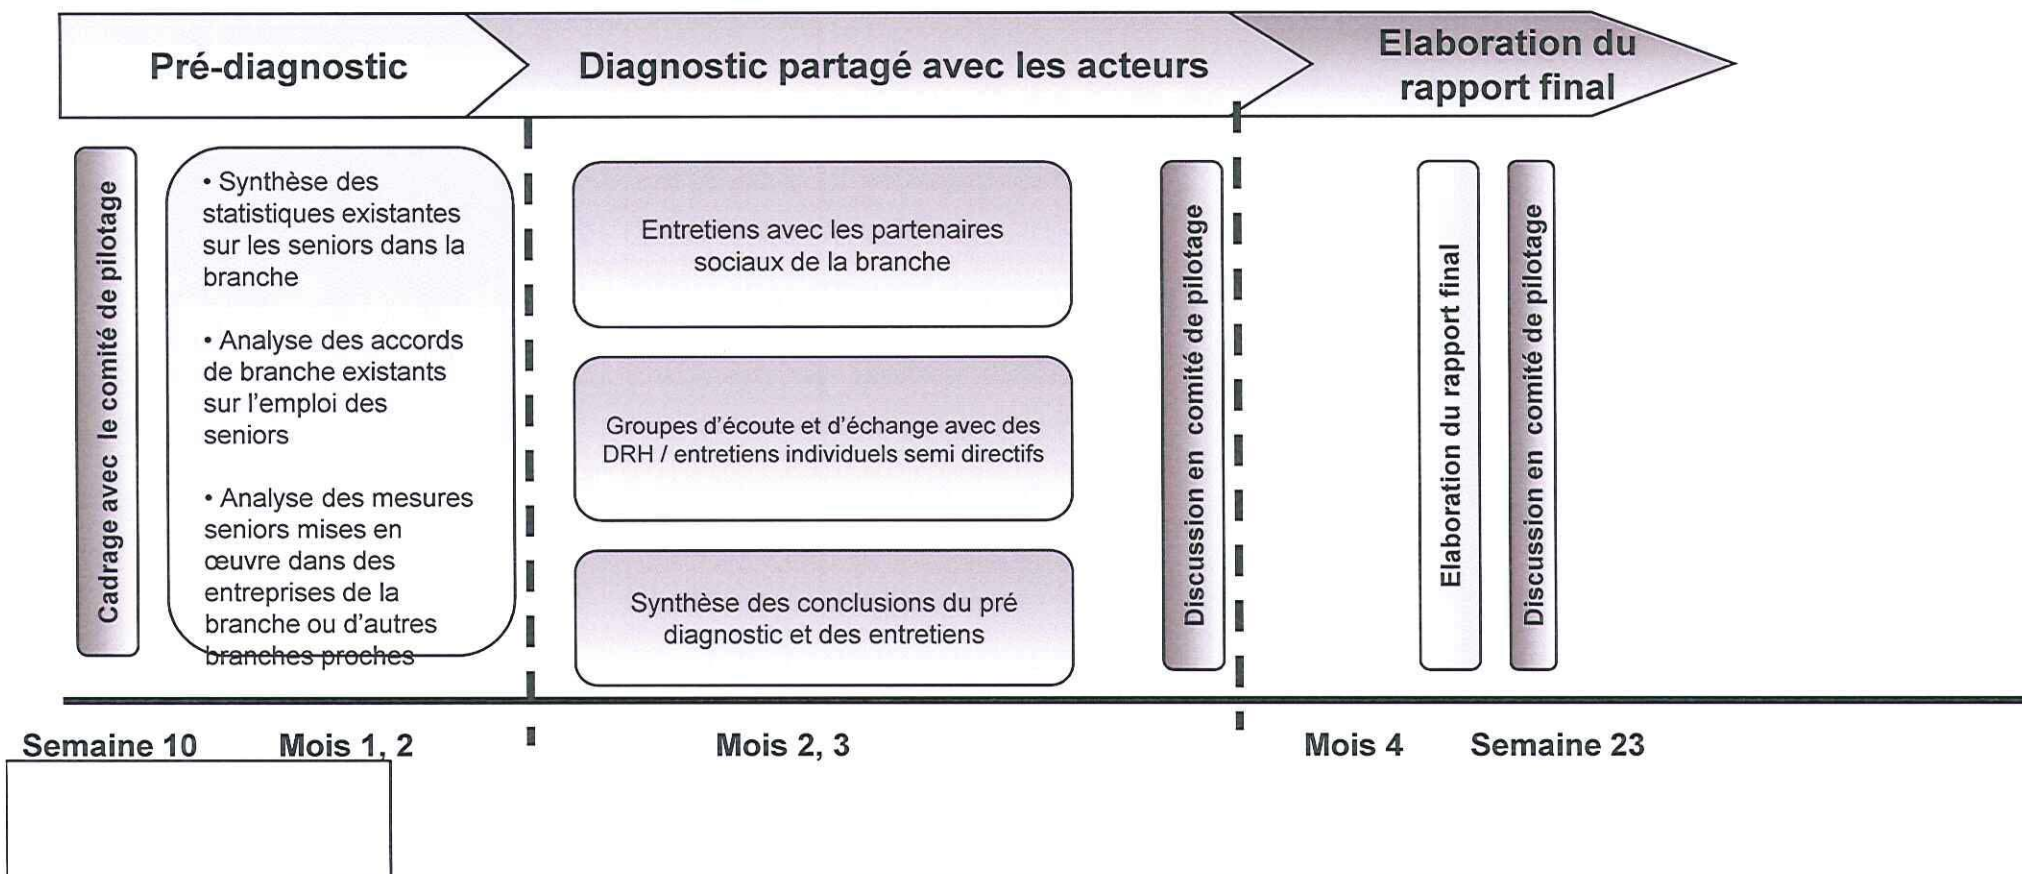 Pré-diagnostic
Diagnostic partagé avec les acteurs
Elaboration du
rapport final
Cadrage avec le comité de pilotage
• Synthèse des
statistiques existantes
sur les seniors dans la
branche
• Analyse des accords
de branche existants
sur l'emploi des
seniors
• Analyse des mesures
seniors mises en
œuvre dans des
entreprises de la
branche ou d'autres
branches proches
Entretiens avec les partenaires
sociaux de la branche
Groupes d'écoute et d'échange avec des
DRH / entretiens individuels semi directifs
Synthèse des conclusions du pré
diagnostic et des entretiens
Discussion en comité de pilotage
Elaboration du rapport final
Discussion en comité de pilotage
Semaine 10
Mois 1, 2
Mois 2, 3
Mois 4
Semaine 23